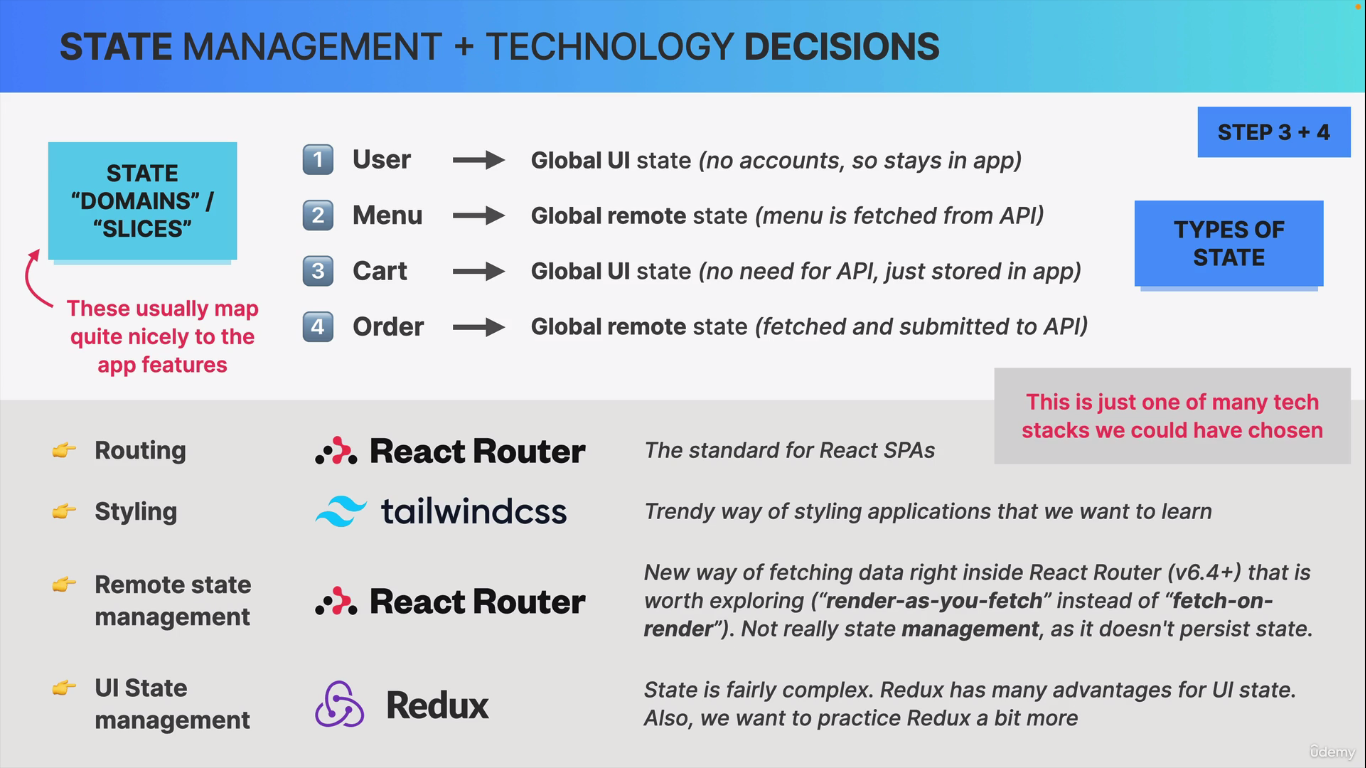 STATE MANAGEMENT + TECHNOLOGY DECISIONS
STEP 3 + 4
STATE
“DOMAINS” /
“SLICES”
These usually map
quite nicely to the
app features
1 User Global UI state (no accounts, so stays in app)
2 Menu Global remote state (menu is fetched from API)
3 Cart Global UI state (no need for API, just stored in app)
4 Order Global remote state (fetched and submitted to API)
TYPES OF
STATE
This is just one of many tech
stacks we could have chosen
Routing
React Router
The standard for React SPAs
Styling
tailwindcss
Trendy way of styling applications that we want to learn
Remote state
management
React Router
New way of fetching data right inside React Router (v6.4+) that is
worth exploring (“render-as-you-fetch” instead of “fetch-on-
render”). Not really state management, as it doesn't persist state.
UI State
management
Redux
State is fairly complex. Redux has many advantages for UI state.
Also, we want to practice Redux a bit more
ûdemy